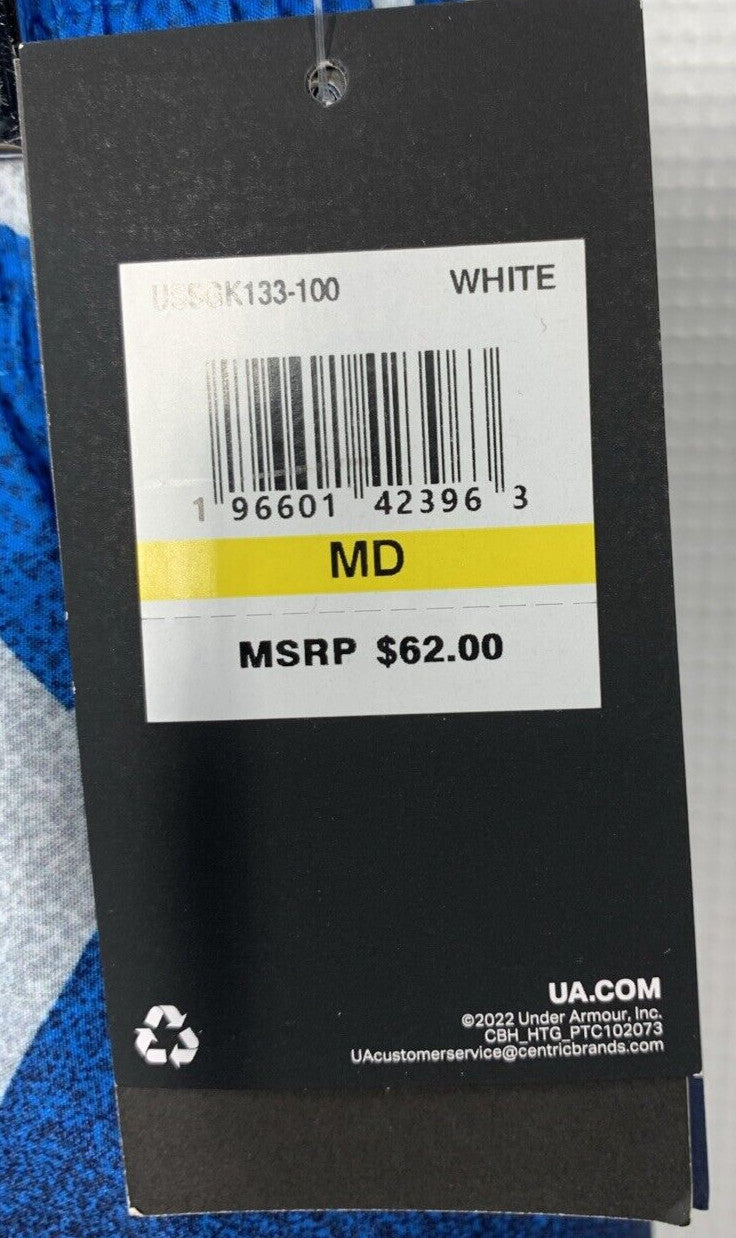 WHITE
1 96601 42396 3
MD
MSRP $62.00
UA.COM
©2022 Under Armour, Inc.
CBH_HTG_PTC102073
UAcustomerservice@centricbrands.com